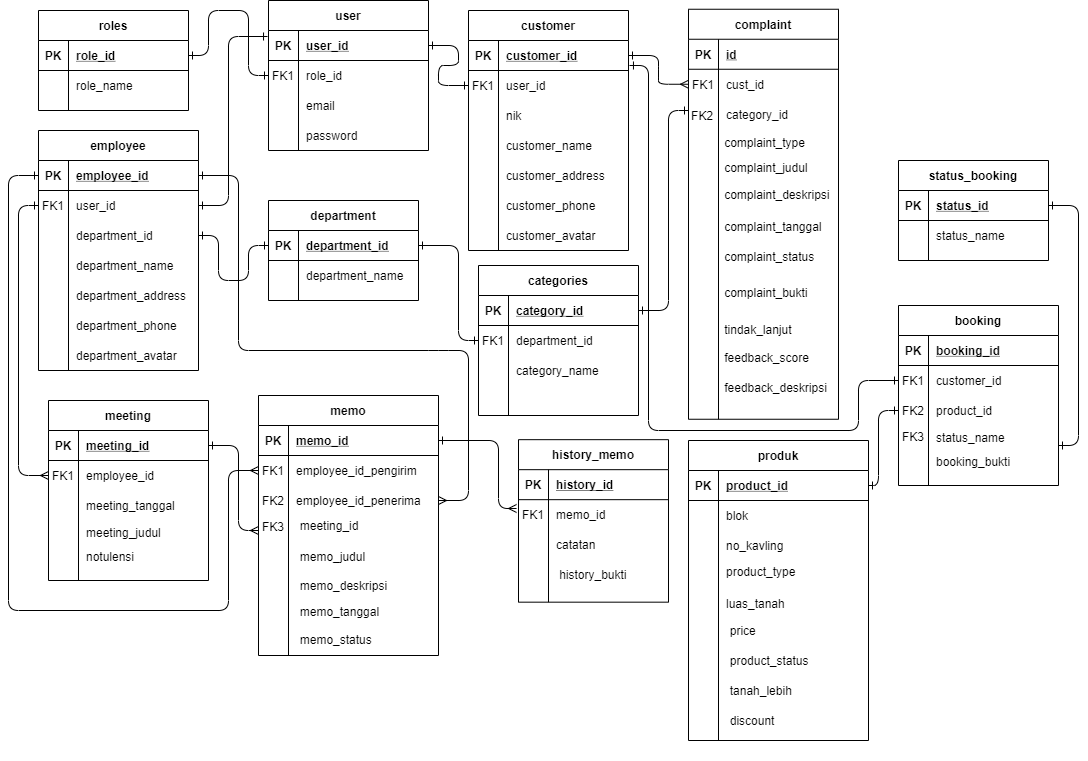 roles
PK role_id
role_name
user
PK user_id
FK1 role_id
email
password
customer
PK customer_id
FK1 user_id
nik
customer_name
customer_address
customer_phone
customer_avatar
complaint
PK id
FK1 cust_id
FK2 category_id
complaint_type
complaint_judul
complaint_deskripsi
complaint_tanggal
complaint_status
complaint_bukti
tindak_lanjut
feedback_score
feedback_deskripsi
employee
PK employee_id
FK1 user_id
department_id
department_name
department_address
department_phone
department_avatar
department
PK department_id
department_name
categories
PK category_id
FK1 department_id
category_name
status_booking
PK status_id
status_name
booking
PK booking_id
FK1 customer_id
FK2 product_id
FK3 status_name
booking_bukti
meeting
PK meeting_id
FK1 employee_id
meeting_tanggal
meeting_judul
notulensi
memo
PK memo_id
FK1 employee_id_pengirim
FK2 employee_id_penerima
FK3 meeting_id
memo_judul
memo_deskripsi
memo_tanggal
memo_status
history_memo
PK history_id
FK1 memo_id
catatan
history_bukti
produk
PK product_id
blok
no_kavling
product_type
luas_tanah
price
product_status
tanah_lebih
discount